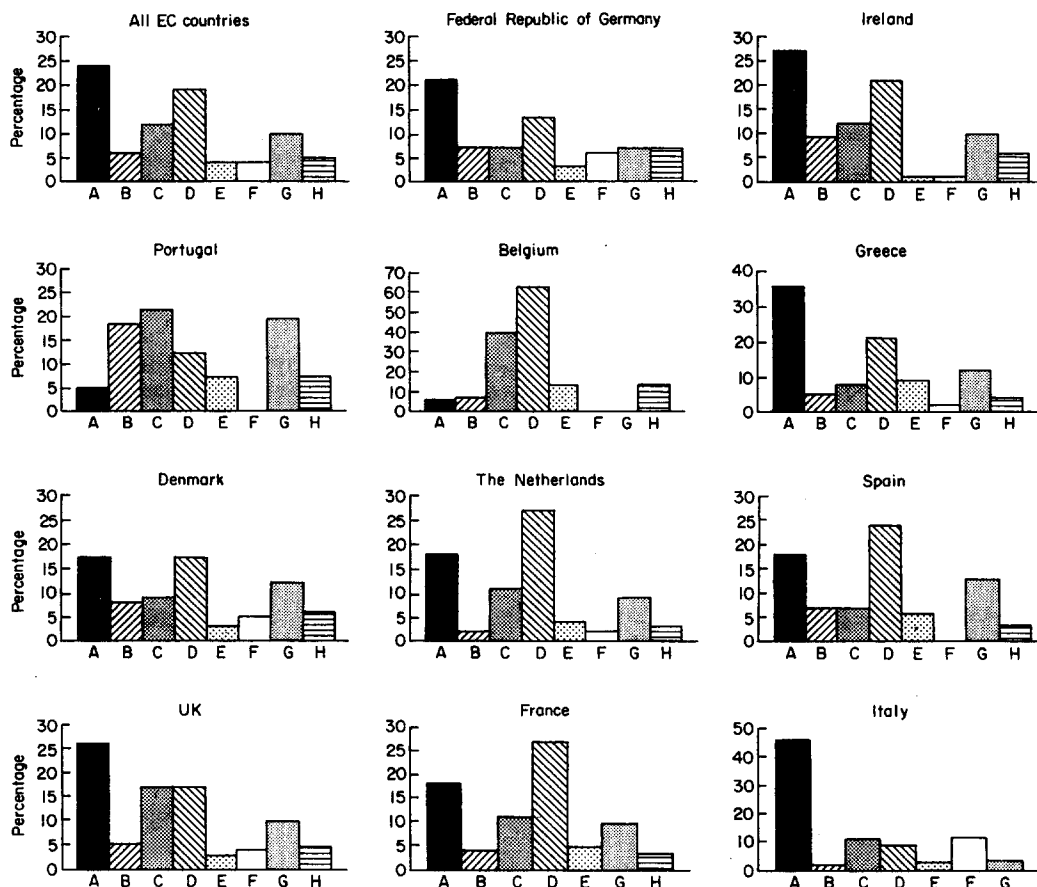 All EC countries
Percentage
30
25
20
15
10
5
0
A B C D E F G H
Federal Republic of Germany
30
25
20
15
10
5
0
A B C D E F G H
Ireland
30
25
20
15
10
5
0
A B C D E F G H
Portugal
Percentage
30
25
20
15
10
5
0
A B C D E F G H
Belgium
70
60
50
40
30
20
10
0
A B C D E F G H
Greece
40
30
20
10
0
A B C D E F G H
Denmark
Percentage
30
25
20
15
10
5
0
A B C D E F G H
The Netherlands
30
25
20
15
10
5
0
A B C D E F G H
Spain
30
25
20
15
10
5
0
A B C D E F G H
UK
Percentage
30
25
20
15
10
5
0
A B C D E F G H
France
30
25
20
15
10
5
0
A B C D E F G H
Italy
50
40
30
20
10
0
A B C D E F G